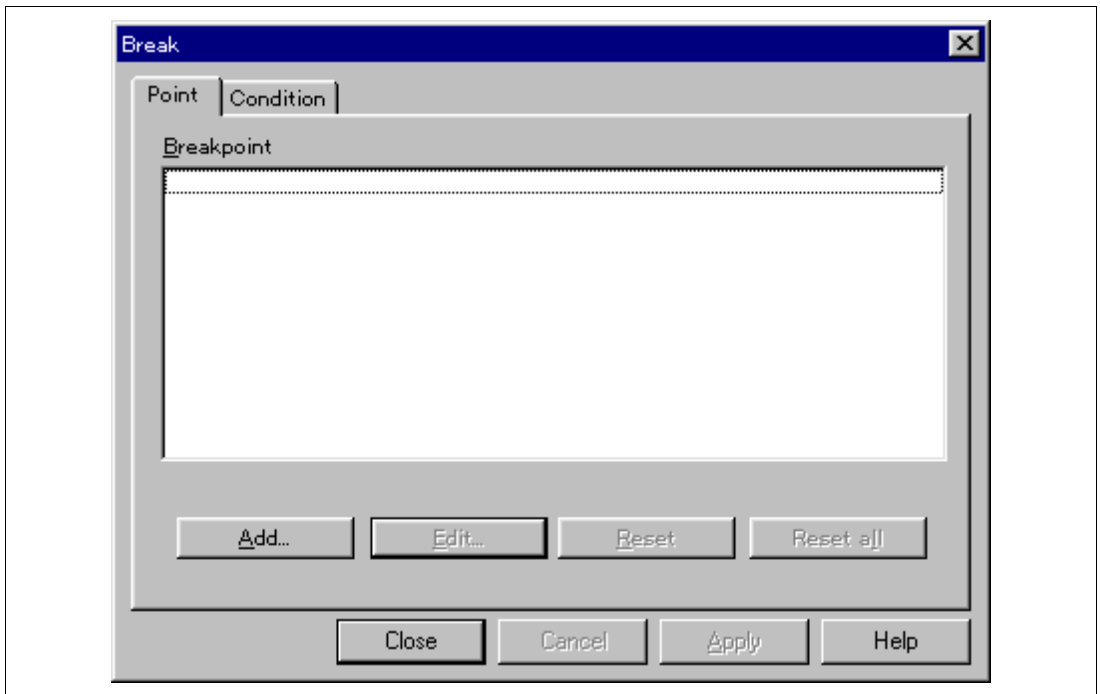 Break
Point Condition
Breakpoint
Add... Edit... Reset Reset all
Close Cancel Apply Help